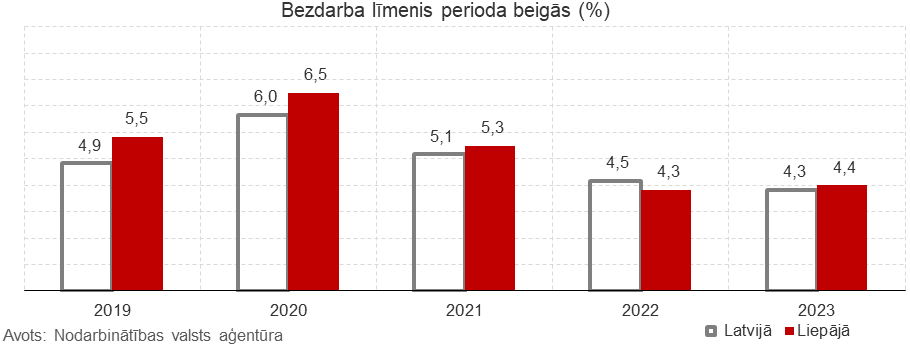 Bezdarba līmenis perioda beigās (%)
4,9 5,5 6,0 6,5 5,1 5,3 4,5 4,3 4,3 4,4
2019 2020 2021 2022 2023
Avots: Nodarbinātības valsts aģentūra
Latvijā Liepājā